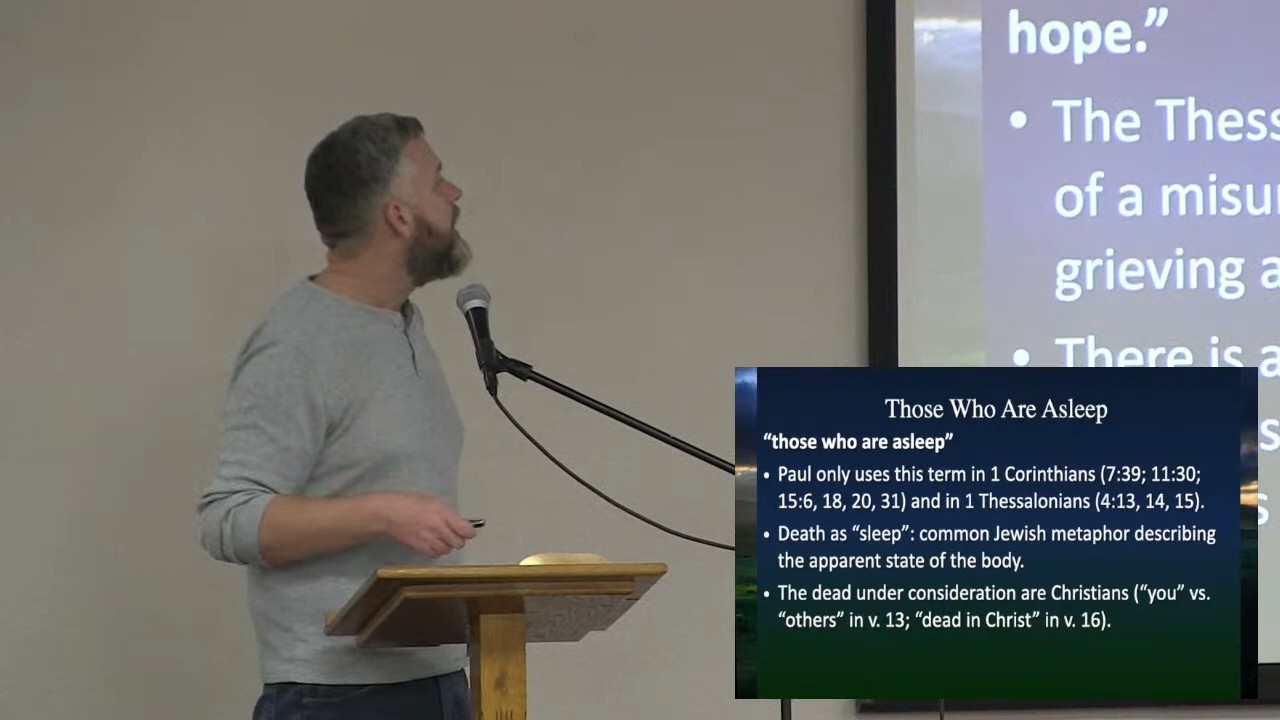 hope.”
• The Thess
of a misu
grieving a
• There is a
Those Who Are Asleep
“those who are asleep”
• Paul only uses this term in 1 Corinthians (7:39; 11:30;
15:6, 18, 20, 31) and in 1 Thessalonians (4:13, 14, 15).
• Death as “sleep”: common Jewish metaphor describing
the apparent state of the body.
• The dead under consideration are Christians (“you” vs.
“others” in v. 13; “dead in Christ” in v. 16).